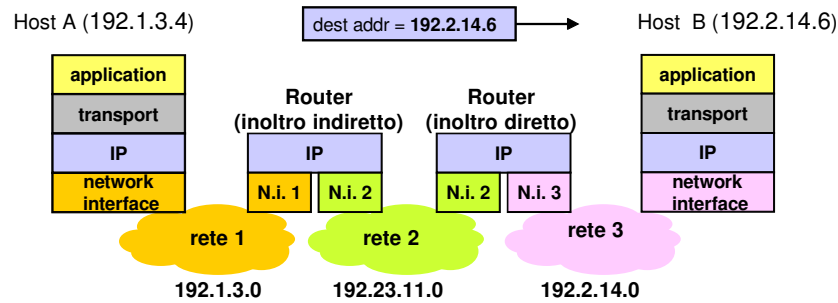 Host A (192.1.3.4)
dest addr = 192.2.14.6
Host B (192.2.14.6)
application
transport
IP
network
interface
Router
(inoltro indiretto)
IP
N.i. 1
N.i. 2
Router
(inoltro diretto)
IP
N.i. 2
N.i. 3
application
transport
IP
network
interface
rete 1
rete 2
rete 3
192.1.3.0
192.23.11.0
192.2.14.0